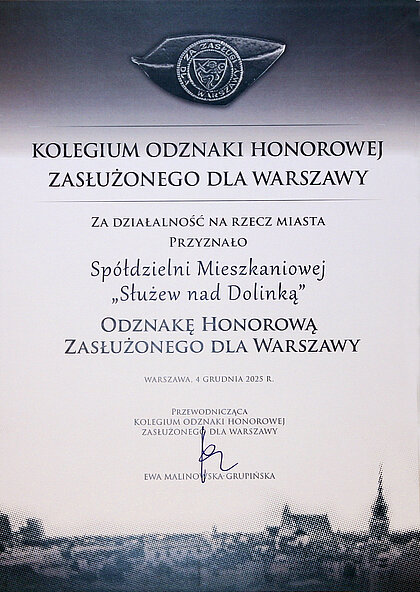 ZA ZASŁUGI
DLA WARSZAWY
KOLEGIUM ODZNAKI HONOROWEJ
ZASŁUŻONEGO DLA WARSZAWY
ZA DZIAŁALNOŚĆ NA RZECZ MIASTA
PRZYZNAŁO
Spółdzielni Mieszkaniowej
„Służew nad Dolinką”
ODZNAKĘ HONOROWĄ
ZASŁUŻONEGO DLA WARSZAWY
WARSZAWA, 4 GRUDNIA 2025 R.
PRZEWODNICZĄCA
KOLEGIUM ODZNAKI HONOROWEJ
ZASŁUŻONEGO DLA WARSZAWY
EWA MALINOWSKA-GRUPIŃSKA